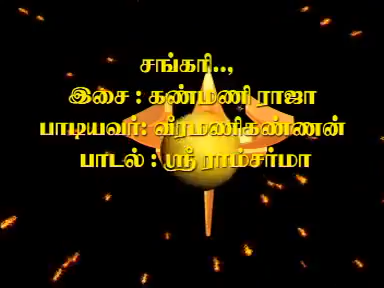 சங்கரி..,
இசை : கண்மணி ராஜா
பாடியவர்: வீரமணிகண்ணன்
பாடல் : ஸ்ரீ ராம்சர்மா